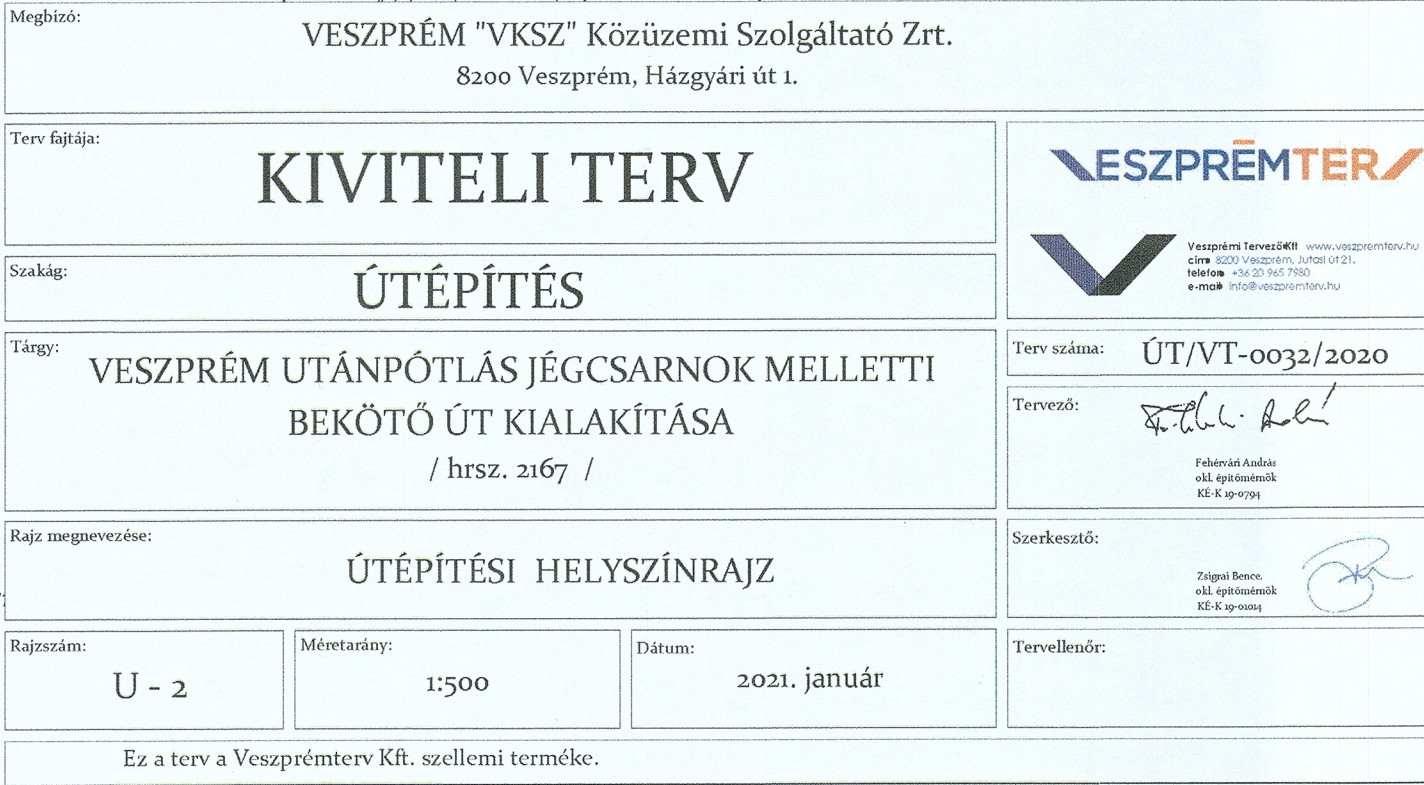 Megbízó:
VESZPRÉM "VKSZ" Közüzemi Szolgáltató Zrt.
8200 Veszprém, Házgyári út 1.
Terv fajtája:
KIVITELI TERV
VESZPRĒMTERV
Veszprémi Tervező Kft www.veszpremterv.hu
cím 8200 Veszprém, Jutasi út 21.
telefon +36 20 965 7980
e-mail info@veszpremterv.hu
Szakág:
ÚTÉPÍTÉS
Tárgy:
VESZPRÉM UTÁNPÓTLÁS JÉGCSARNOK MELLETTI
BEKÖTŐ ÚT KIALAKÍTÁSA
/ hrsz. 2167 /
Terv száma:
ÚT/VT-0032/2020
Tervező:
Fehérvári András
okl. építőmérnök
KÉ-K 19-0794
Rajz megnevezése:
ÚTÉPÍTÉSI HELYSZÍNRAJZ
Szerkesztő:
Zsigrai Bence.
okl. építőmérnök
KÉ-K 19-01014
Rajzszám:
U - 2
Méretarány:
1:500
Dátum:
2021. január
Tervellenőr:
Ez a terv a Veszprémterv Kft. szellemi terméke.